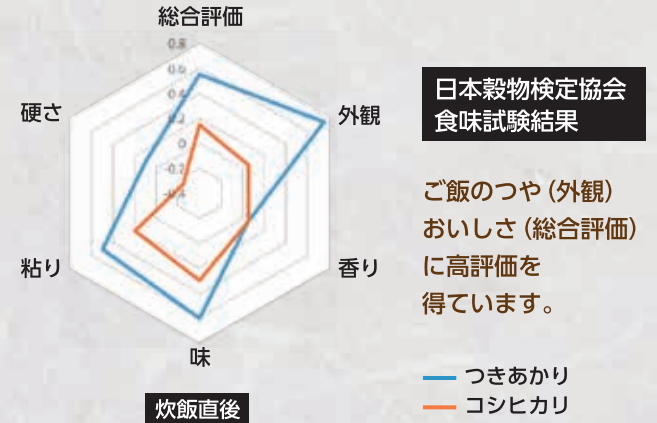 総合評価
0.8
0.6
0.4
0.2
0
-0.2
-0.4
硬さ
外観
粘り
香り
味
炊飯直後
日本穀物検定協会
食味試験結果
ご飯のつや（外観）
おいしさ（総合評価）
に高評価を
得ています。
つきあかり
コシヒカリ